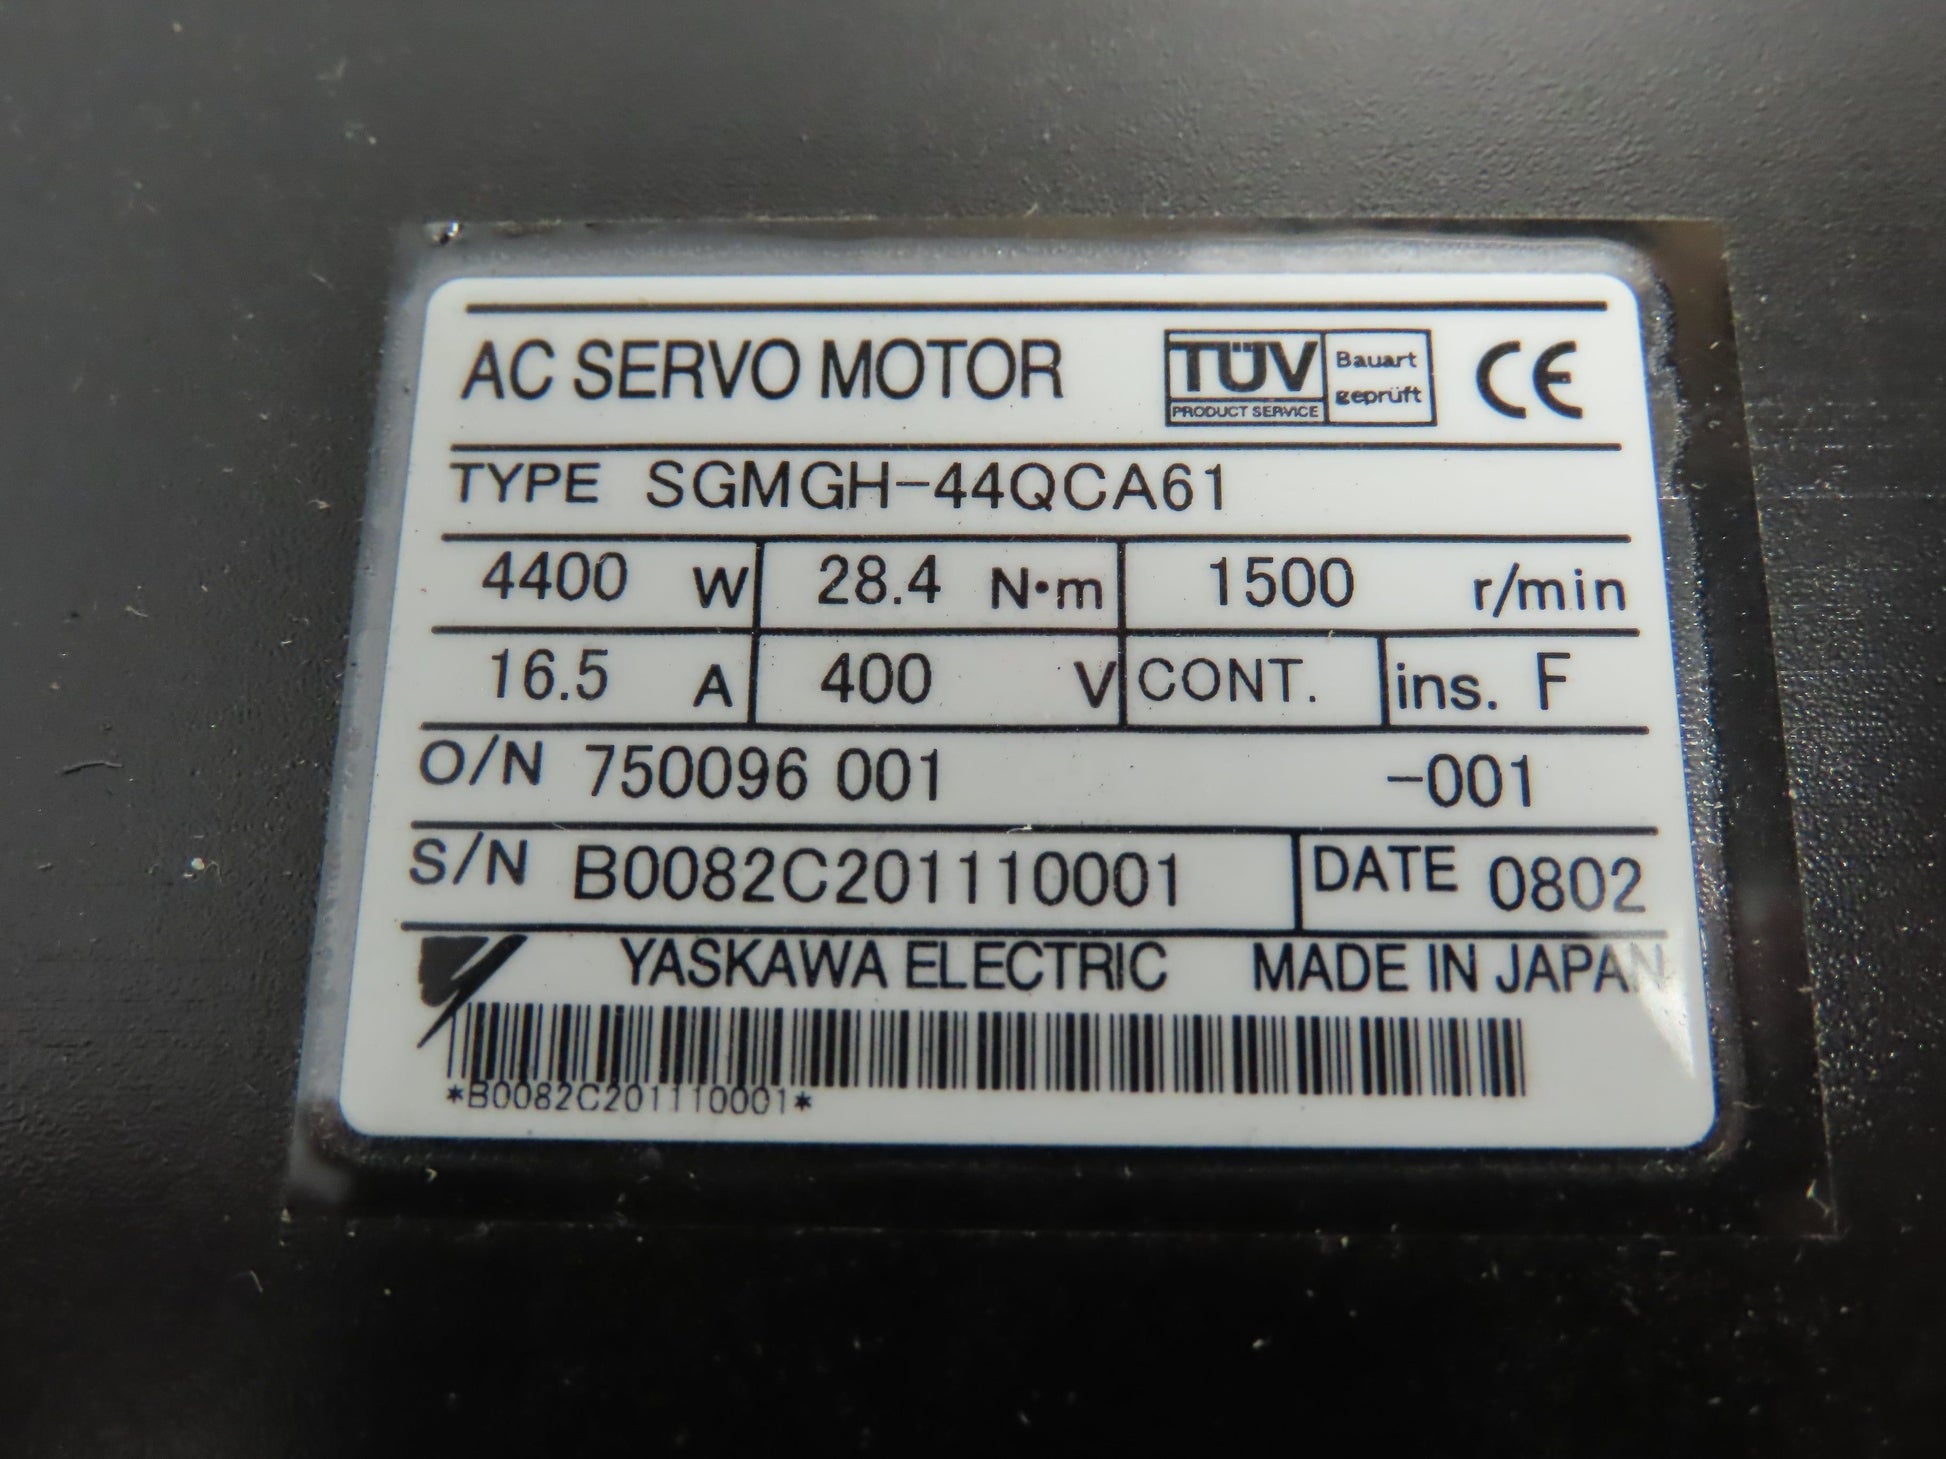 AC SERVO MOTOR TÜV PRODUCT SERVICE Bauart geprüft CE
TYPE SGMGH-44QCA61
4400 W 28.4 N•m 1500 r/min
16.5 A 400 V CONT. ins. F
O/N 750096 001 -001
S/N B0082C201110001 DATE 0802
YASKAWA ELECTRIC MADE IN JAPAN
*B0082C201110001*